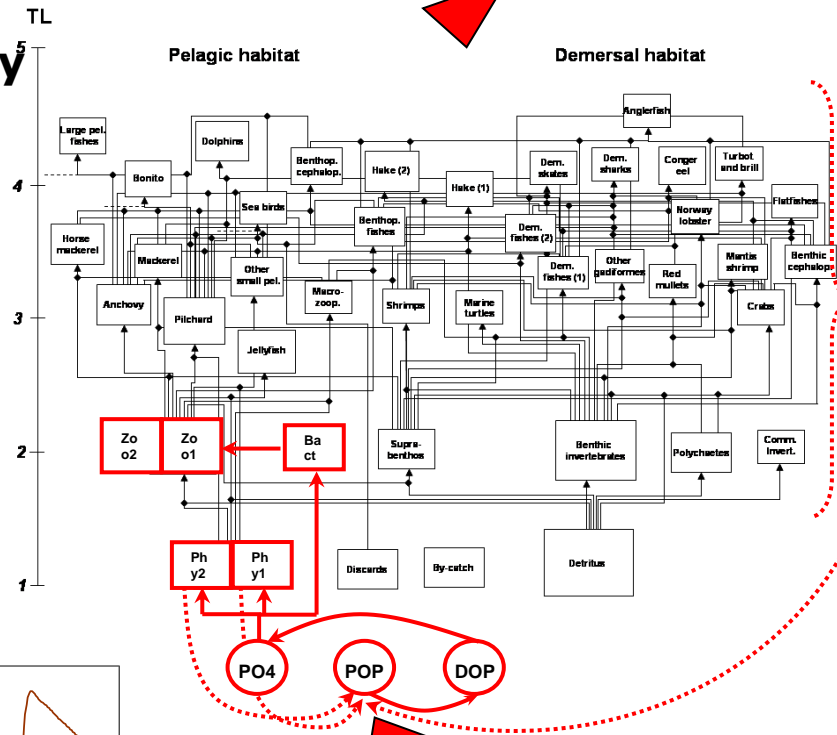 TL
y
5
Pelagic habitat
Demersal habitat
Anglerfish
Large pel.
fishes
Dolphins
Benthop.
cephalop.
Hake (2)
Dem.
skates
Dem.
sharks
Conger
eel
Turbot
and brill
Bonito
4
Hake (1)
Sea birds
Flatfishes
Norway
lobster
Benthop.
fishes
Dem.
fishes (2)
Horse
mackerel
Mackerel
Other
small pel.
Dem.
fishes (1)
Other
gadiformes
Red
mullets
Mantis
shrimp
Benthic
cephalop.
Anchovy
Pilchard
Macro-
zoop.
Shrimps
Marine
turtles
Crabs
3
Jellyfish
Zo
o2
Zo
o1
Ba
ct
2
Supra-
benthos
Benthic
invertebrates
Polychaetes
Comm.
Invert.
Ph
y2
Ph
y1
Discards
By-catch
Detritus
1
PO4
POP
DOP